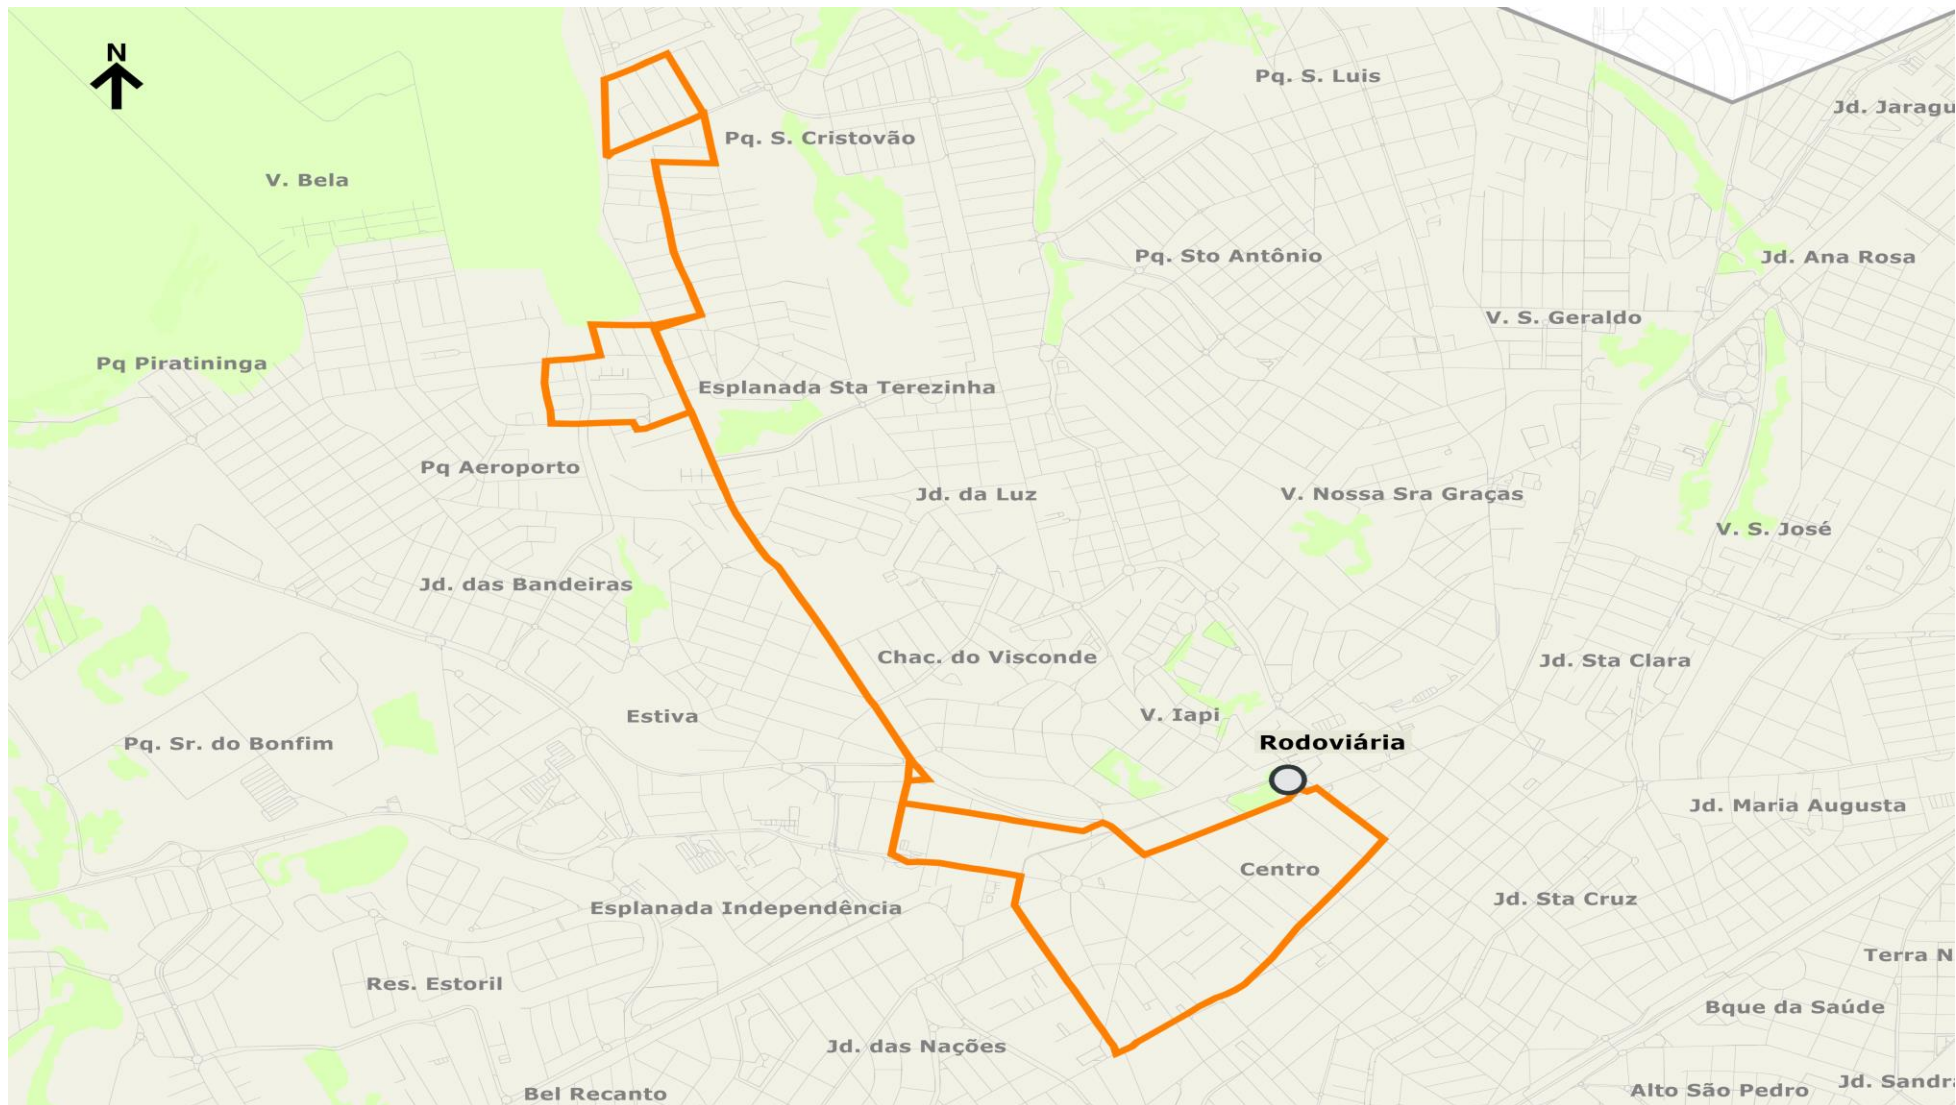 N
Pq. S. Luis
Jd. Jaragu
Pq. S. Cristovão
V. Bela
Pq. Sto Antônio
Jd. Ana Rosa
V. S. Geraldo
Pq Piratininga
Esplanada Sta Terezinha
Pq Aeroporto
Jd. da Luz
V. Nossa Sra Graças
V. S. José
Jd. das Bandeiras
Chac. do Visconde
Jd. Sta Clara
Estiva
V. Iapi
Pq. Sr. do Bonfim
Rodoviária
Jd. Maria Augusta
Centro
Jd. Sta Cruz
Esplanada Independência
Terra N
Res. Estoril
Bque da Saúde
Jd. das Nações
Bel Recanto
Alto São Pedro
Jd. Sandra